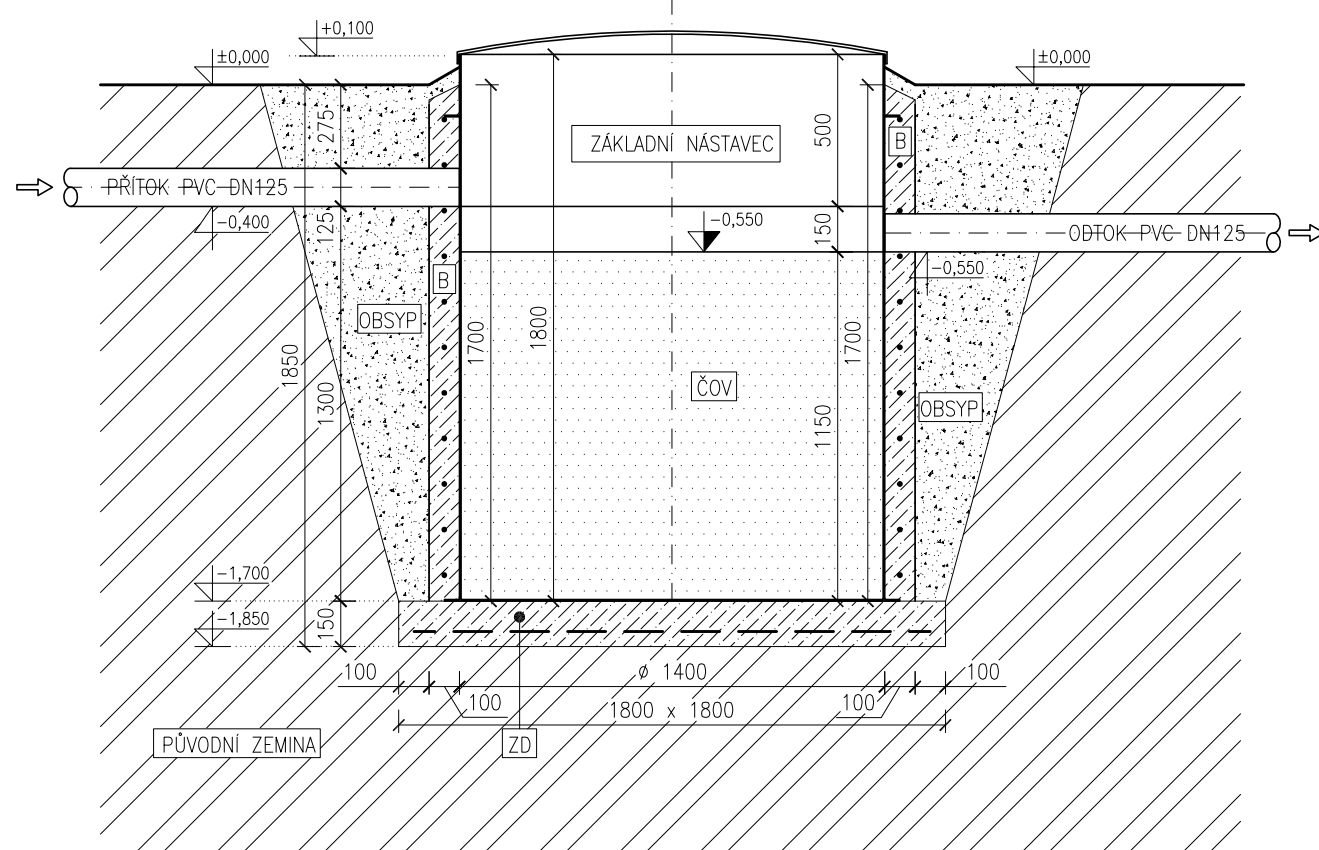 +0,100
±0,000
±0,000
275
500
ZÁKLADNÍ NÁSTAVEC
B
PŘÍTOK PVC DN125
-0,400
125
-0,550
150
ODTOK PVC DN125
-0,550
B
OBSYP
1850
1300
1700
1800
1700
ČOV
1150
OBSYP
-1,700
-1,850
150
100
ø 1400
100
100
1800 x 1800
100
PŮVODNÍ ZEMINA
ZD